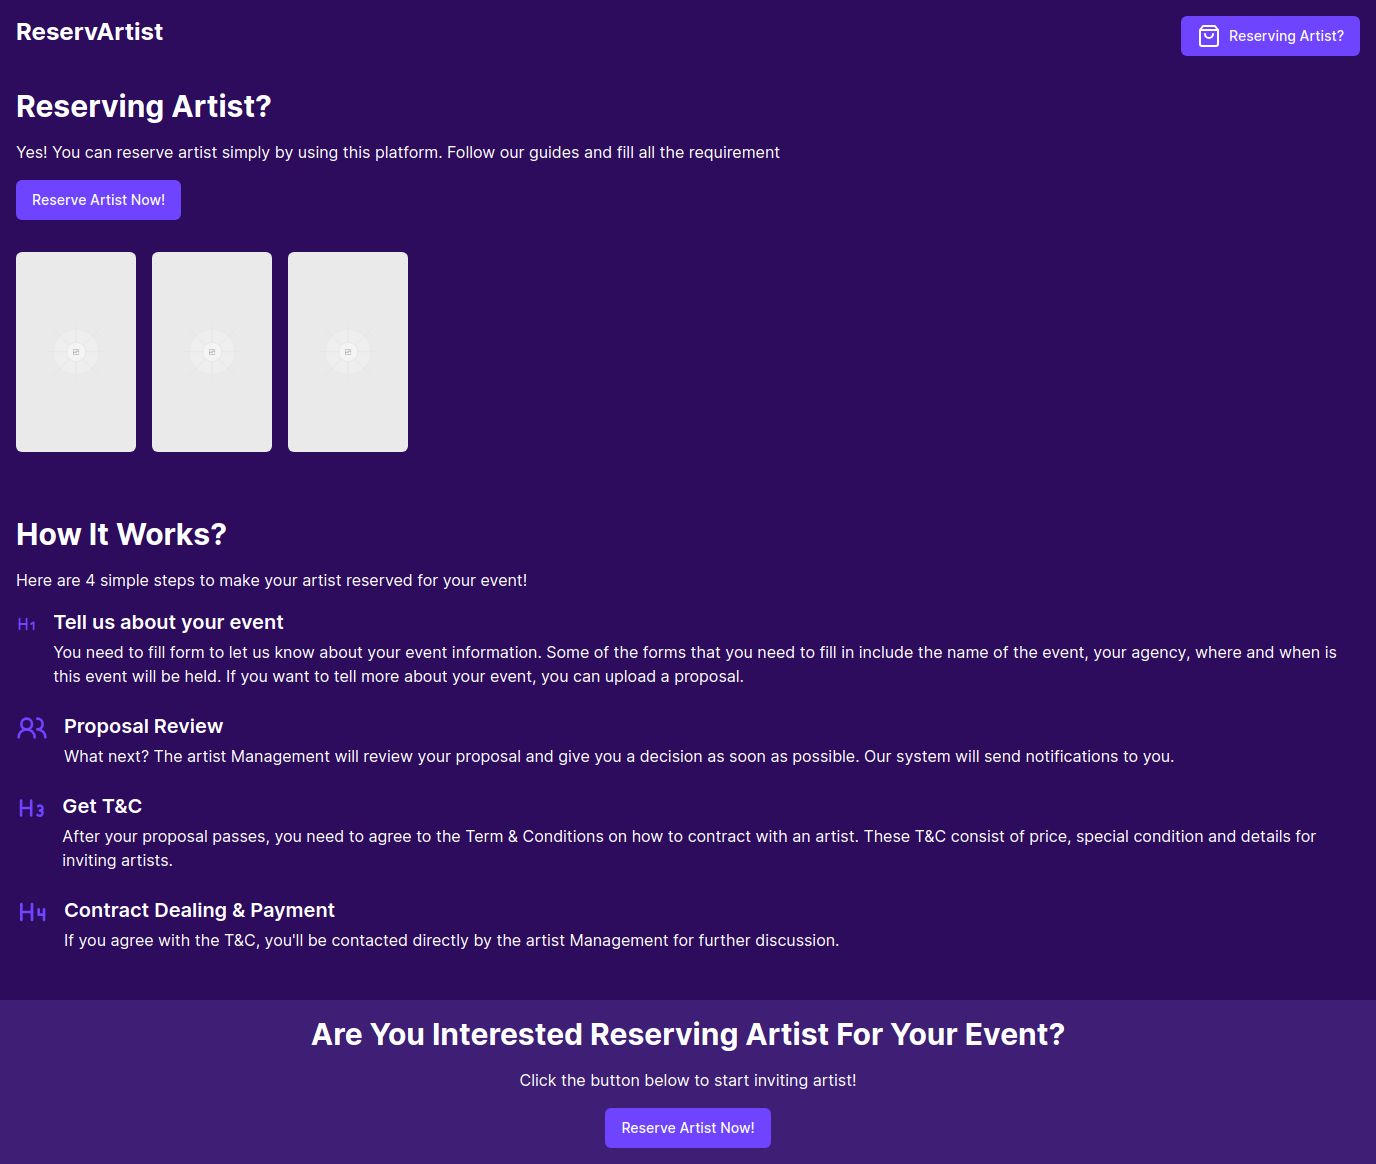 ReservArtist
Reserving Artist?
Reserving Artist?
Yes! You can reserve artist simply by using this platform. Follow our guides and fill all the requirement
Reserve Artist Now!
How It Works?
Here are 4 simple steps to make your artist reserved for your event!
H1
Tell us about your event
You need to fill form to let us know about your event information. Some of the forms that you need to fill in include the name of the event, your agency, where and when is
this event will be held. If you want to tell more about your event, you can upload a proposal.
Proposal Review
What next? The artist Management will review your proposal and give you a decision as soon as possible. Our system will send notifications to you.
H3
Get T&C
After your proposal passes, you need to agree to the Term & Conditions on how to contract with an artist. These T&C consist of price, special condition and details for
inviting artists.
H4
Contract Dealing & Payment
If you agree with the T&C, you'll be contacted directly by the artist Management for further discussion.
Are You Interested Reserving Artist For Your Event?
Click the button below to start inviting artist!
Reserve Artist Now!